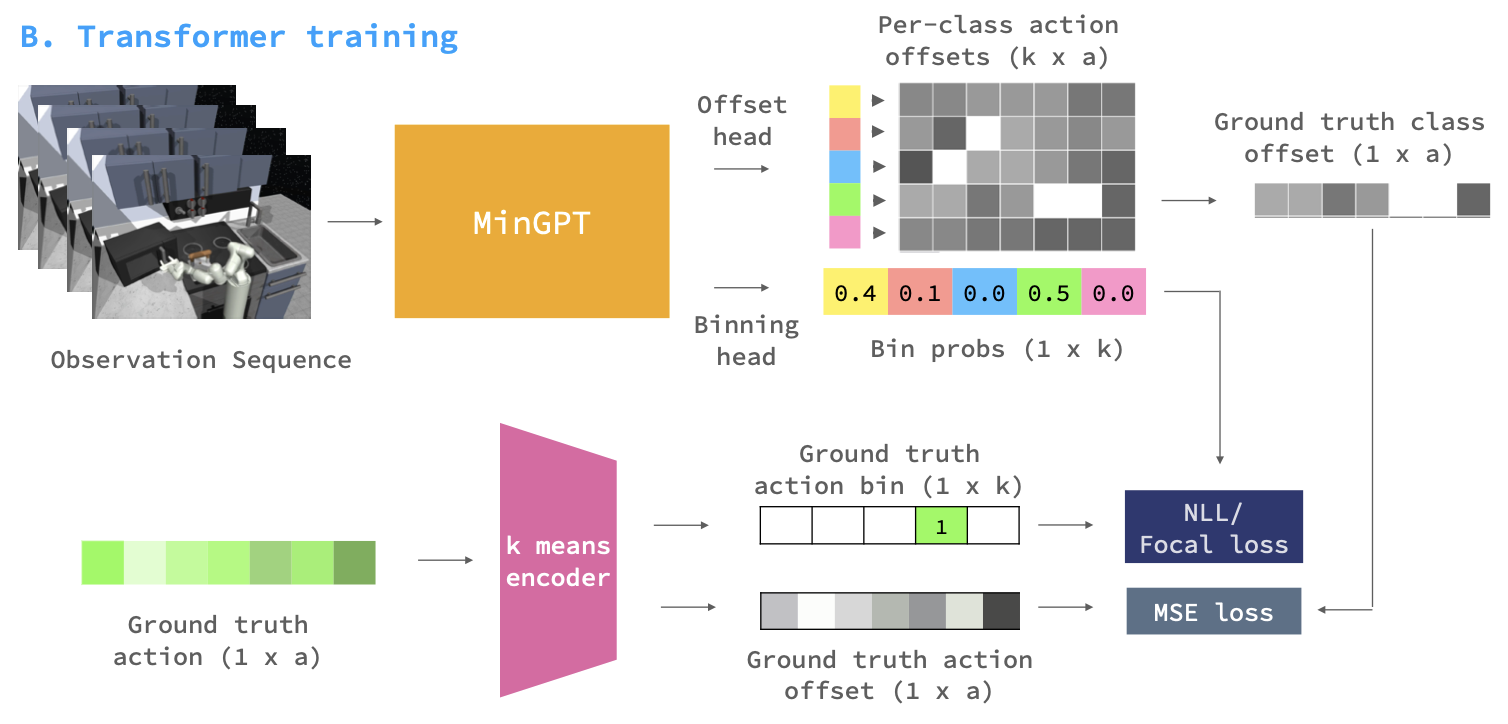 B. Transformer training
Per-class action
offsets (k x a)
Offset
head
Ground truth class
offset (1 x a)
MinGPT
0.4 0.1 0.0 0.5 0.0
Binning
head
Bin probs (1 x k)
Observation Sequence
Ground truth
action bin (1 x k)
1
NLL/
Focal loss
k means
encoder
MSE loss
Ground truth
action (1 x a)
Ground truth action
offset (1 x a)